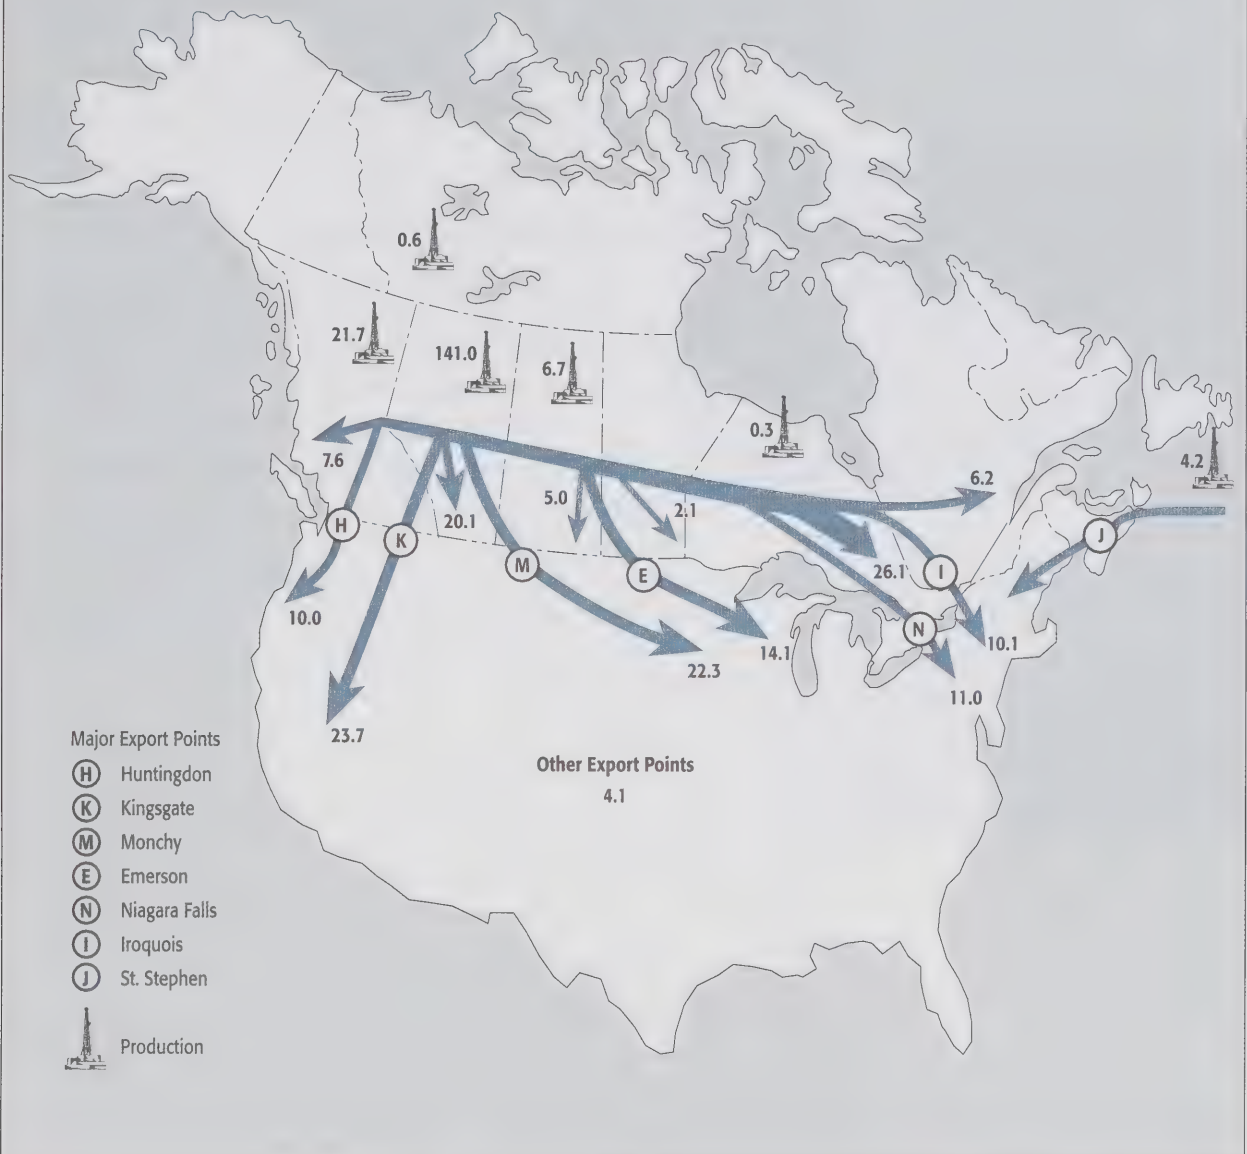 0.6
21.7
141.0
6.7
0.3
4.2
7.6
20.1
5.0
2.1
6.2
H
K
M
E
I
J
N
26.1
10.0
10.1
14.1
22.3
11.0
23.7
Other Export Points
4.1
Major Export Points
H Huntingdon
K Kingsgate
M Monchy
E Emerson
N Niagara Falls
I Iroquois
J St. Stephen
Production